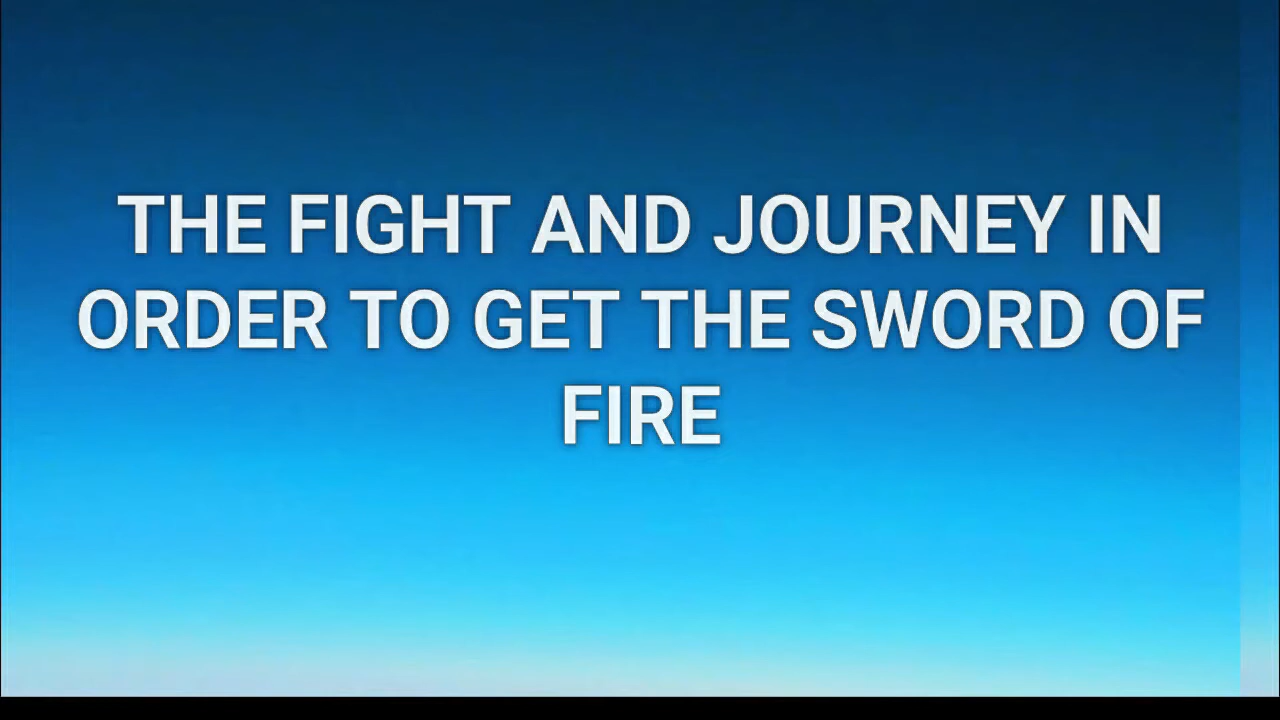 THE FIGHT AND JOURNEY IN
ORDER TO GET THE SWORD OF
FIRE